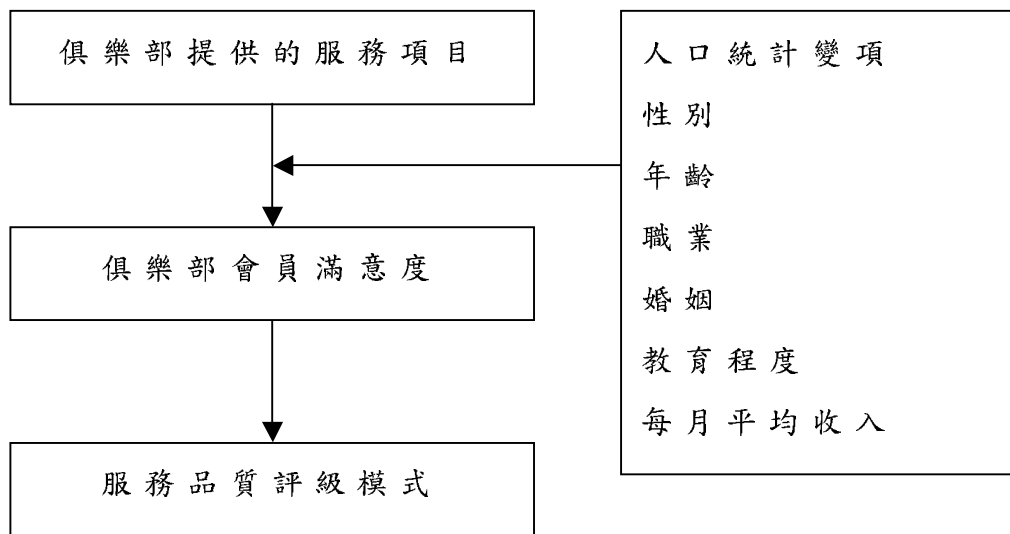 俱樂部提供的服務項目
俱樂部會員滿意度
服務品質評級模式
人口統計變項
性別
年齡
職業
婚姻
教育程度
每月平均收入